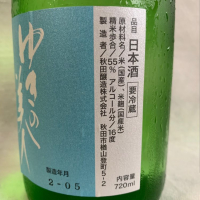 品目 日本酒 要冷蔵
原材料名/米(国産)、米麹(国産米)
精米歩合/55% アルコール分/16度
製造者/秋田醸造株式会社
秋田市楢山登町5-2
内容量
720ml
ゆきの美人
製造年月
2-05